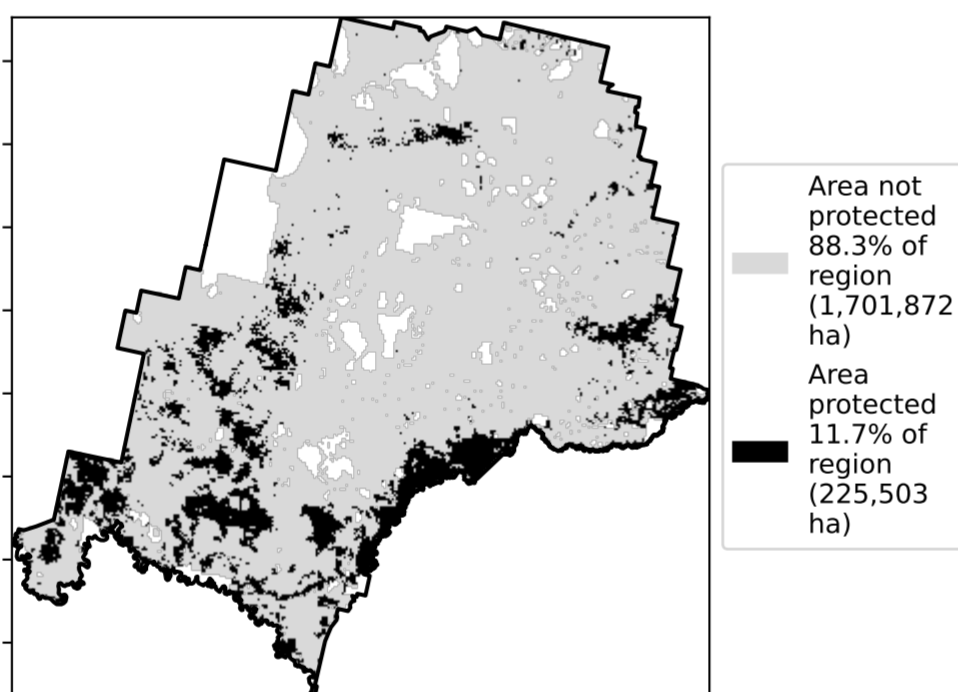 Area not
protected
88.3% of
region
(1,701,872
ha)
Area
protected
11.7% of
region
(225,503
ha)